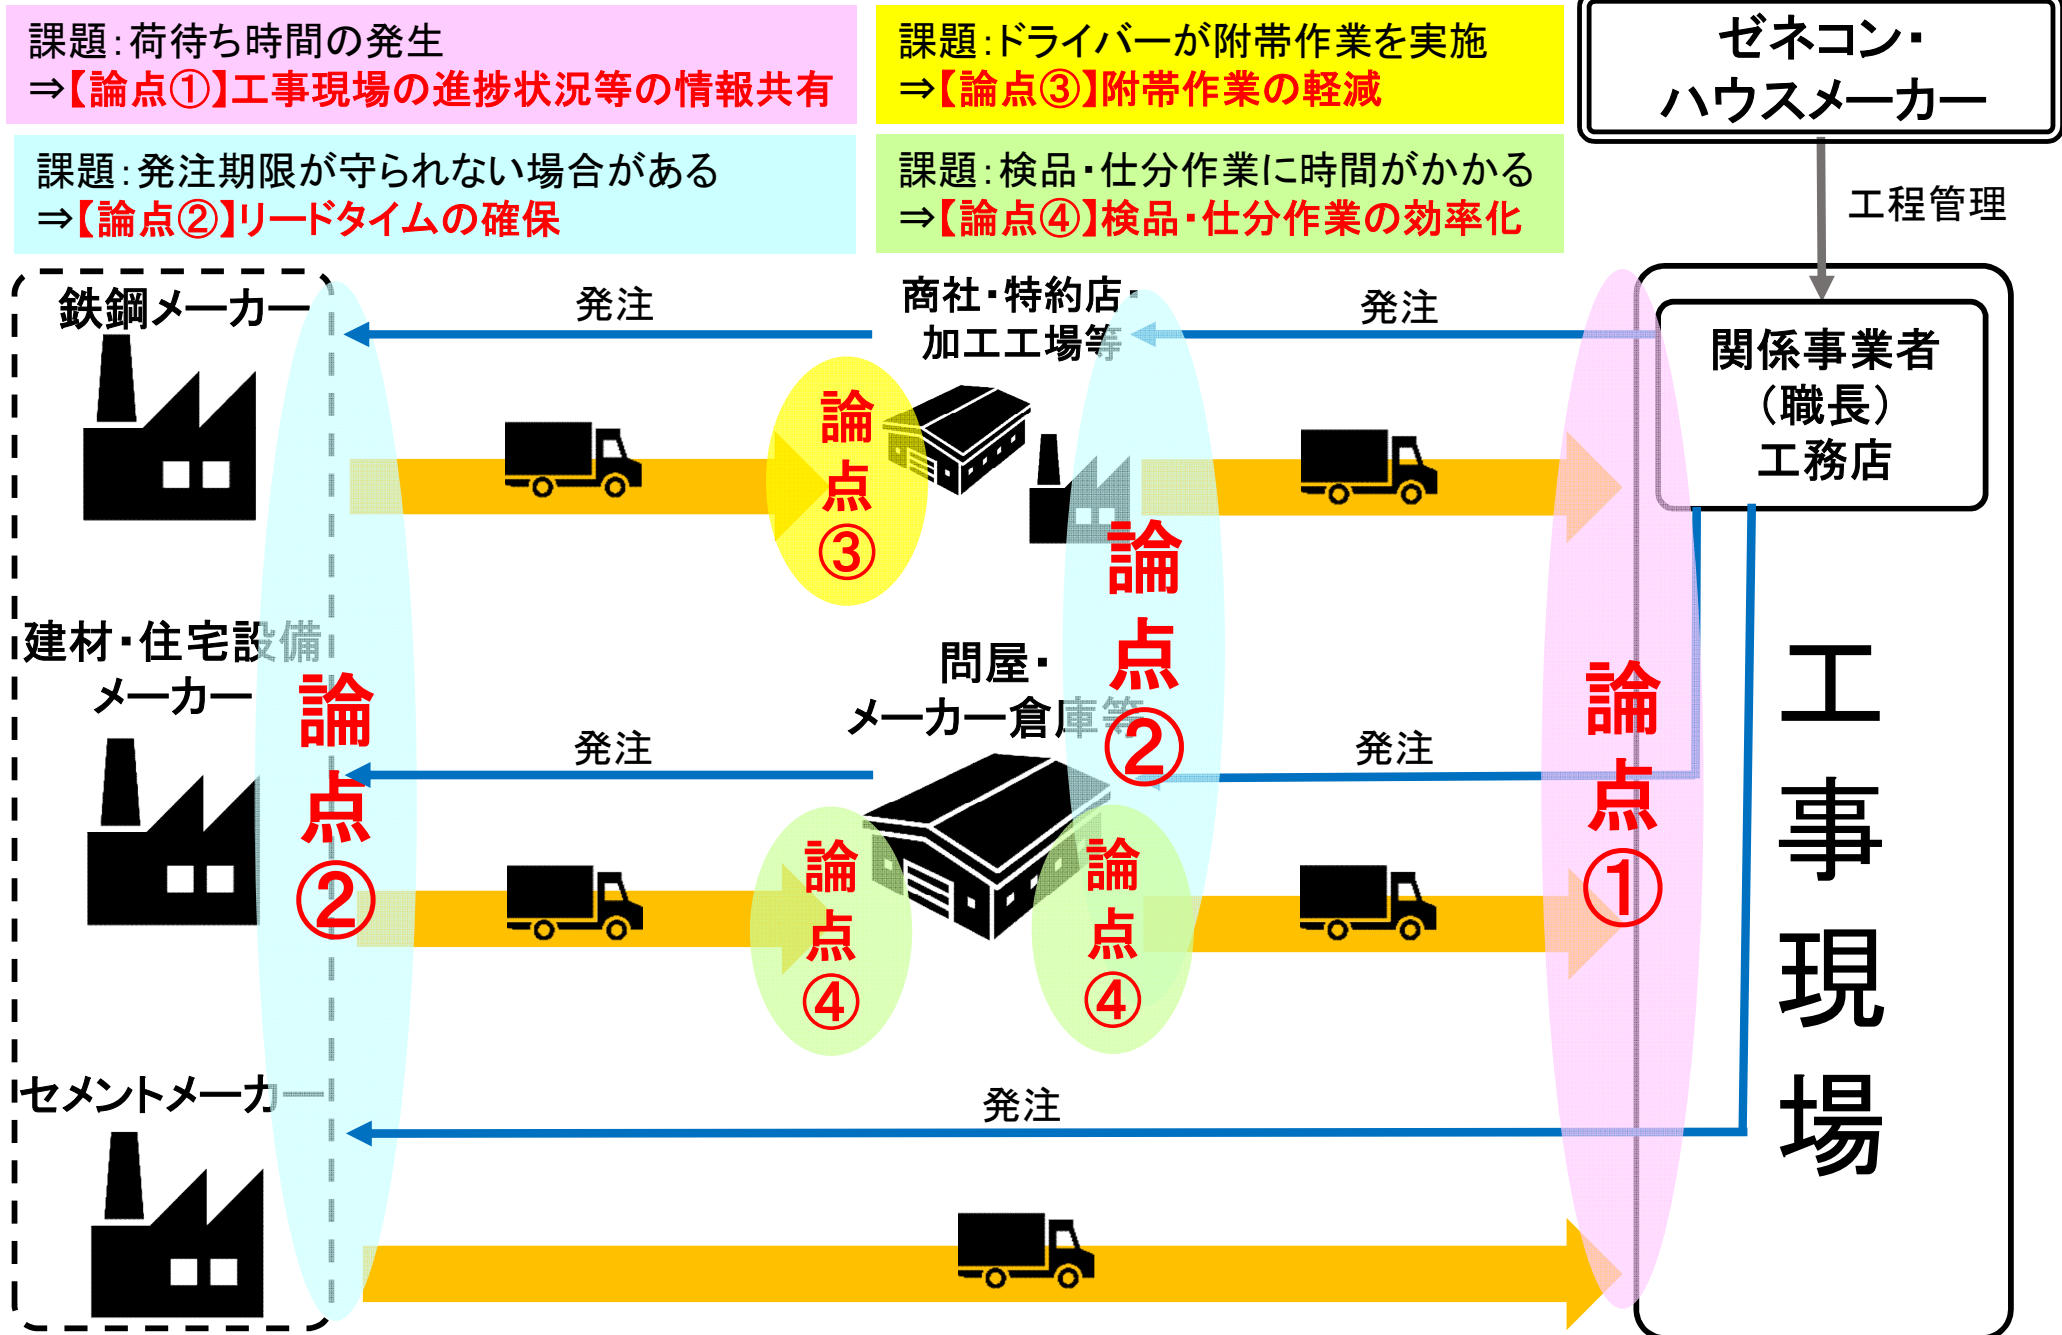 課題：荷待ち時間の発生
⇒【論点①】工事現場の進捗状況等の情報共有
課題：ドライバーが附帯作業を実施
⇒【論点③】附帯作業の軽減
ゼネコン・
ハウスメーカー
課題：発注期限が守られない場合がある
⇒【論点②】リードタイムの確保
課題：検品・仕分作業に時間がかかる
⇒【論点④】検品・仕分作業の効率化
工程管理
鉄鋼メーカー
発注
商社・特約店・
加工工場等
発注
関係事業者
（職長）
工務店
論点③
論点②
建材・住宅設備
メーカー
論点②
発注
問屋・
メーカー倉庫等
発注
論点①
工事現場
論点④
論点④
セメントメーカー
発注